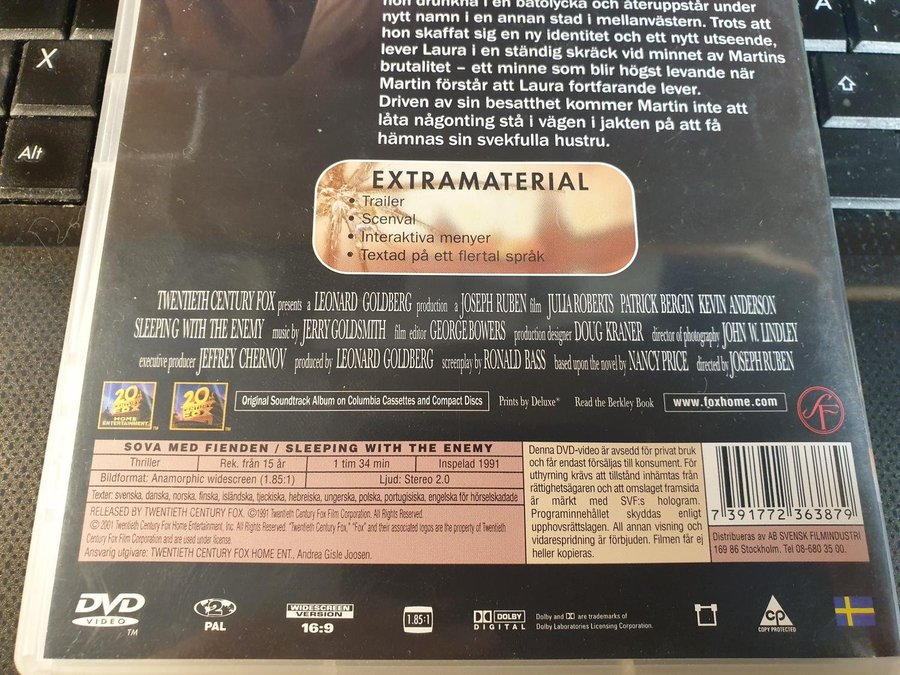 hon drunkna i en båtolycka och återuppstår under
nytt namn i en annan stad i mellanvästern. Trots att
hon skaffat sig en ny identitet och ett nytt utseende,
lever Laura i en ständig skräck vid minnet av Martins
brutalitet – ett minne som blir högst levande när
Martin förstår att Laura fortfarande lever.
Driven av sin besatthet kommer Martin inte att
låta någonting stå i vägen i jakten på att få
hämnas sin svekfulla hustru.
X
Alt
A
EXTRAMATERIAL
• Trailer
• Scenval
• Interaktiva menyer
• Textad på ett flertal språk
TWENTIETH CENTURY FOX presents a LEONARD GOLDBERG production a JOSEPH RUBEN film JULIA ROBERTS PATRICK BERGIN KEVIN ANDERSON
SLEEPING WITH THE ENEMY music by JERRY GOLDSMITH film editor GEORGE BOWERS production designer DOUG KRANER director of photography JOHN W. LINDLEY
executive producer JEFFREY CHERNOV produced by LEONARD GOLDBERG screenplay by RONALD BASS based upon the novel by NANCY PRICE directed by JOSEPH RUBEN
20th CENTURY FOX HOME ENTERTAINMENT
20th CENTURY FOX
Original Soundtrack Album on Columbia Cassettes and Compact Discs
Prints by Deluxe®
Read the Berkley Book
www.foxhome.com
SF
SOVA MED FIENDEN / SLEEPING WITH THE ENEMY
Thriller Rek. från 15 år 1 tim 34 min Inspelad 1991
Bildformat: Anamorphic widescreen (1.85:1) Ljud: Stereo 2.0
Texter: svenska, danska, norska, finska, isländska, tjeckiska, hebreiska, ungerska, polska, portugisiska, engelska för hörselskadade
RELEASED BY TWENTIETH CENTURY FOX. ©1991 Twentieth Century Fox Film Corporation. All Rights Reserved.
© 2001 Twentieth Century Fox Home Entertainment, Inc. All Rights Reserved. "Twentieth Century Fox," "Fox" and their associated logos are the property of Twentieth
Century Fox Film Corporation and are used under license.
Ansvarig utgivare: TWENTIETH CENTURY FOX HOME ENT., Andrea Gisle Joosen.
Denna DVD-video är avsedd för privat bruk
och får endast försäljas till konsument. För
uthyrning krävs att tillstånd inhämtas från
rättighetsägaren och att omslaget framsida
är märkt med SVF:s hologram.
Programinnehållet skyddas enligt
upphovsrättslagen. All annan visning och
vidarespridning är förbjuden. Filmen får ej
heller kopieras.
7 391772 363879
Distribueras av AB SVENSK FILMINDUSTRI
169 86 Stockholm. Tel 08-680 35 00.
DVD VIDEO TM
2 PAL
WIDESCREEN VERSION 16:9
1.85:1
DOLBY DIGITAL
Dolby and DD are trademarks of
Dolby Laboratories Licensing Corporation.
cp COPY PROTECTED